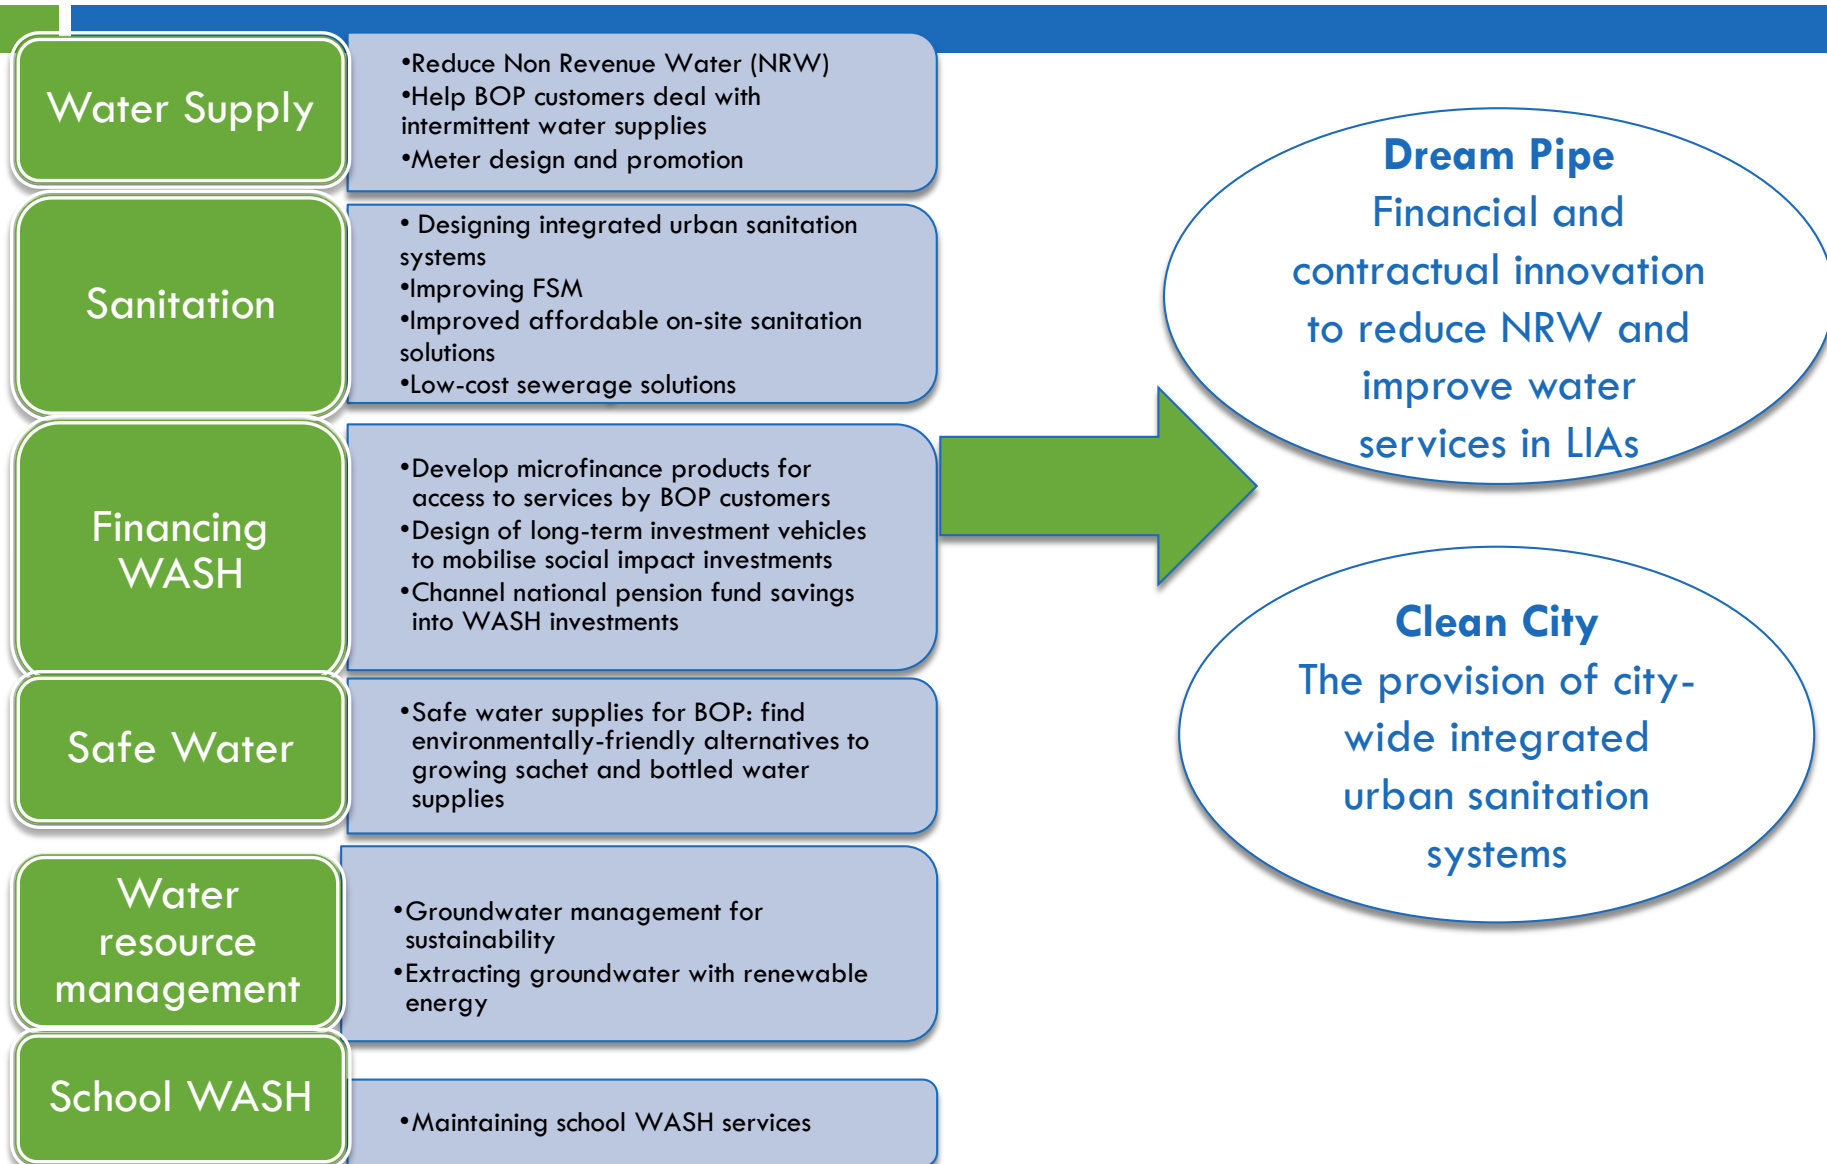 Water Supply
•Reduce Non Revenue Water (NRW)
•Help BOP customers deal with
intermittent water supplies
•Meter design and promotion
Sanitation
• Designing integrated urban sanitation
systems
•Improving FSM
•Improved affordable on-site sanitation
solutions
•Low-cost sewerage solutions
Financing
WASH
•Develop microfinance products for
access to services by BOP customers
•Design of long-term investment vehicles
to mobilise social impact investments
•Channel national pension fund savings
into WASH investments
Safe Water
•Safe water supplies for BOP: find
environmentally-friendly alternatives to
growing sachet and bottled water
supplies
Water
resource
management
•Groundwater management for
sustainability
•Extracting groundwater with renewable
energy
School WASH
•Maintaining school WASH services
Dream Pipe
Financial and
contractual innovation
to reduce NRW and
improve water
services in LIAs
Clean City
The provision of city-
wide integrated
urban sanitation
systems